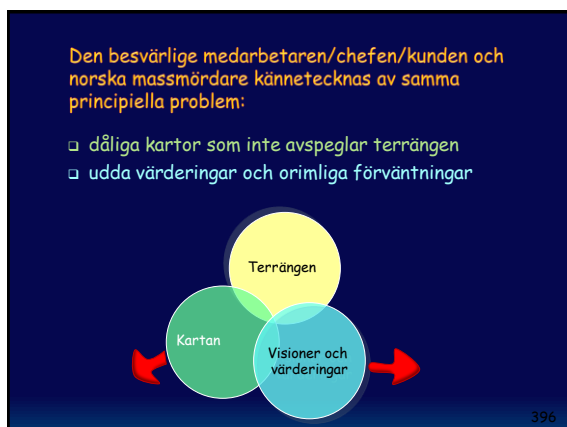 Den besvärlige medarbetaren/chefen/kunden och
norska massmördare kännetecknas av samma
principiella problem:
dåliga kartor som inte avspeglar terrängen
udda värderingar och orimliga förväntningar
Terrängen
Kartan
Visioner och
värderingar
396